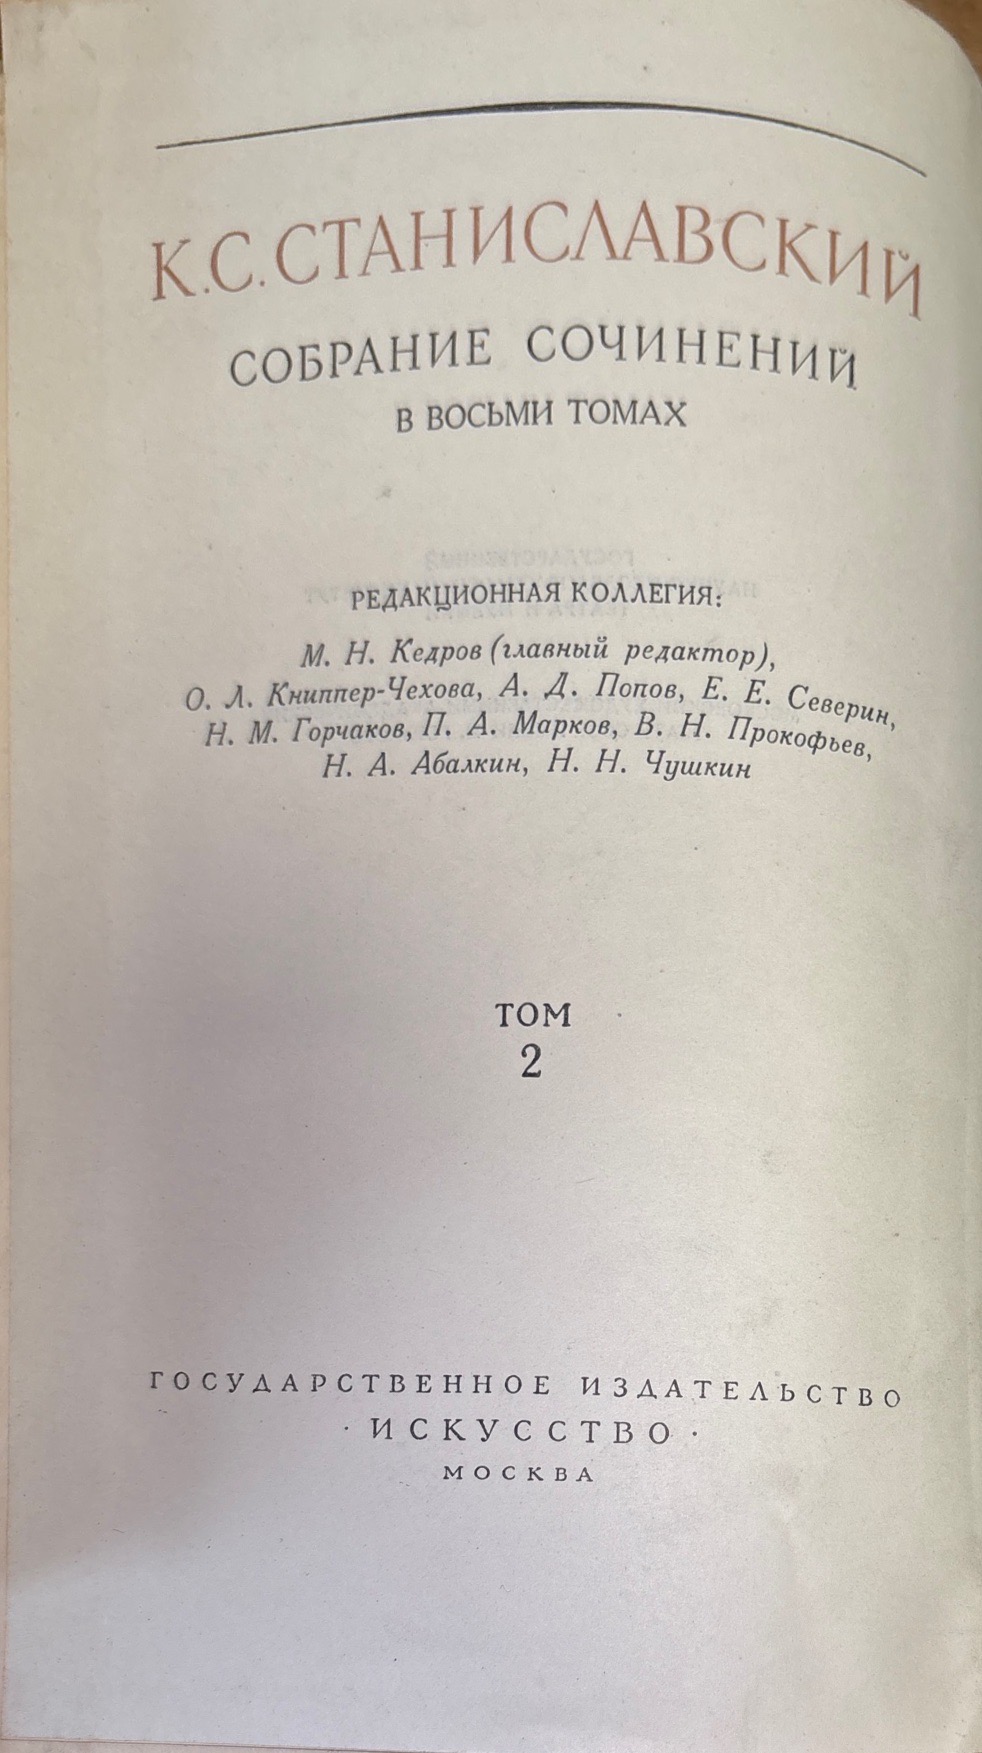 К. С. СТАНИСЛАВСКИЙ
СОБРАНИЕ СОЧИНЕНИЙ
В ВОСЬМИ ТОМАХ
РЕДАКЦИОННАЯ КОЛЛЕГИЯ:
М. Н. Кедров (главный редактор),
О. Л. Книппер-Чехова, А. Д. Попов, Е. Е. Северин,
Н. М. Горчаков, П. А. Марков, В. Н. Прокофьев,
Н. А. Абалкин, Н. Н. Чушкин
ТОМ
2
ГОСУДАРСТВЕННОЕ ИЗДАТЕЛЬСТВО
· ИСКУССТВО ·
МОСКВА